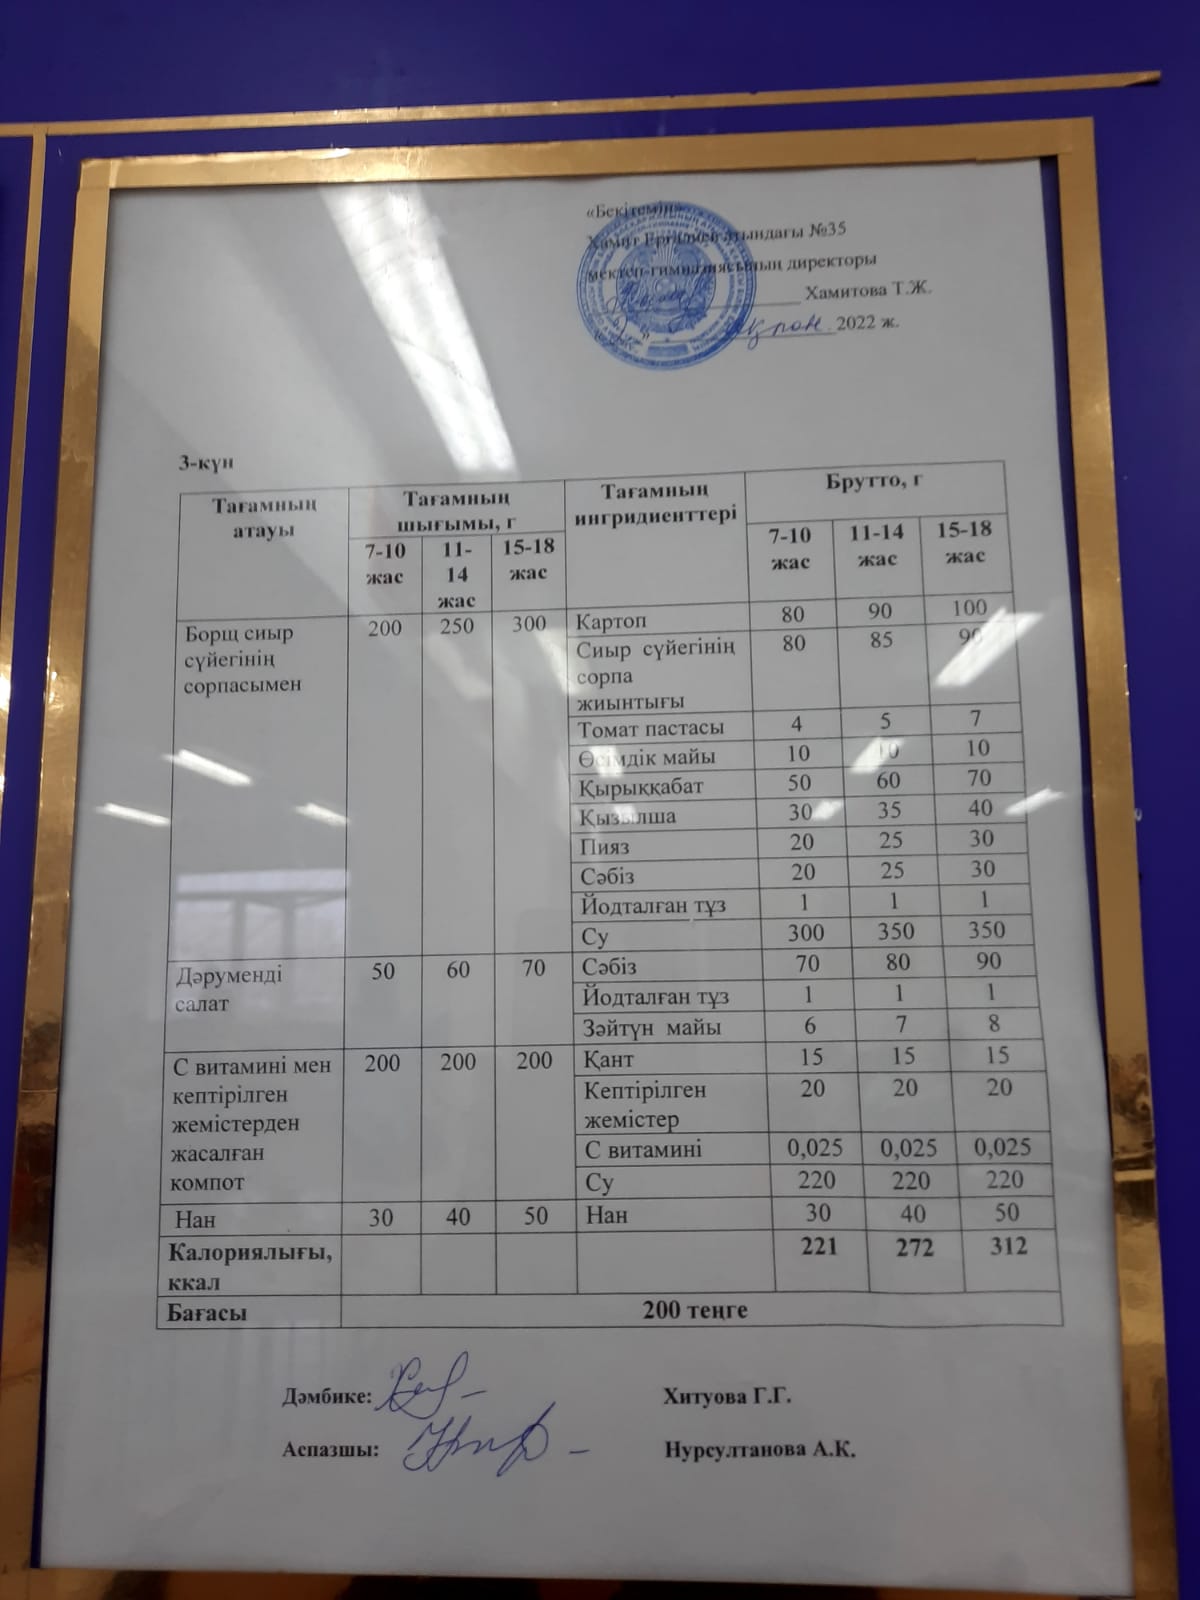 «Бекітемін»
Хамит Ерғалиев атындағы №35
мектеп-гимназиясының директоры
Хамитова Т.Ж.
2022 ж.
3-күн
Тағамның атауы Тағамның шығымы, г Тағамның ингридиенттері Брутто, г
7-10 жас 11-14 жас 15-18 жас 7-10 жас 11-14 жас 15-18 жас
Борщ сиыр 200 250 300 Картоп 80 90 100
сүйегінің Сиыр сүйегінің 80 85 90
сорпасымен сорпа
жиынтығы
Томат пастасы 4 5 7
Өсімдік майы 10 10 10
Қырыққабат 50 60 70
Қызылша 30 35 40
Пияз 20 25 30
Сәбіз 20 25 30
Йодталған тұз 1 1 1
Су 300 350 350
Дәруменді 50 60 70 Сәбіз 70 80 90
салат Йодталған тұз 1 1 1
Зәйтүн майы 6 7 8
С витамині мен 200 200 200 Қант 15 15 15
кептірілген Кептірілген 20 20 20
жемістерден жемістер
жасалған С витамині 0,025 0,025 0,025
компот Су 220 220 220
Нан 30 40 50 Нан 30 40 50
Калориялығы, 221 272 312
ккал
Бағасы 200 теңге
Дәмбике: Хитуова Г.Г.
Аспазшы: Нурсултанова А.К.